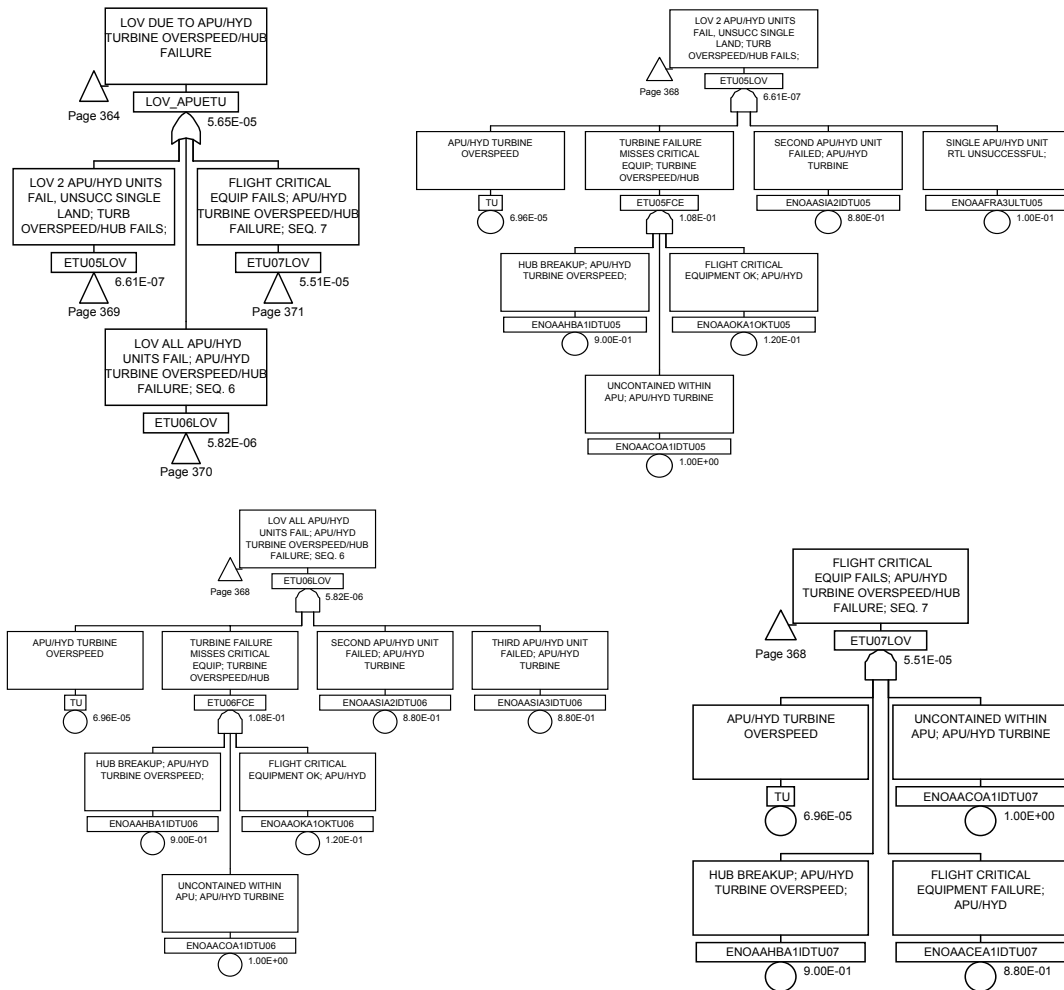 LOV DUE TO APU/HYD
TURBINE OVERSPEED/HUB
FAILURE
Page 364
LOV_APUETU
5.65E-05
LOV 2 APU/HYD UNITS
FAIL, UNSUCC SINGLE
LAND; TURB
OVERSPEED/HUB FAILS;
ETU05LOV
6.61E-07
Page 369
FLIGHT CRITICAL
EQUIP FAILS; APU/HYD
TURBINE OVERSPEED/HUB
FAILURE; SEQ. 7
ETU07LOV
5.51E-05
Page 371
LOV ALL APU/HYD
UNITS FAIL; APU/HYD
TURBINE OVERSPEED/HUB
FAILURE; SEQ. 6
ETU06LOV
5.82E-06
Page 370
LOV 2 APU/HYD UNITS
FAIL, UNSUCC SINGLE
LAND; TURB
OVERSPEED/HUB FAILS;
Page 368
ETU05LOV
6.61E-07
APU/HYD TURBINE
OVERSPEED
TU
6.96E-05
TURBINE FAILURE
MISSES CRITICAL
EQUIP; TURBINE
OVERSPEED/HUB
ETU05FCE
1.08E-01
SECOND APU/HYD UNIT
FAILED; APU/HYD
TURBINE
ENOAASIA2IDTU05
8.80E-01
SINGLE APU/HYD UNIT
RTL UNSUCCESSFUL;
ENOAAFRA3ULTU05
1.00E-01
HUB BREAKUP; APU/HYD
TURBINE OVERSPEED;
ENOAAHBA1IDTU05
9.00E-01
FLIGHT CRITICAL
EQUIPMENT OK; APU/HYD
ENOAAOKA1OKTU05
1.20E-01
UNCONTAINED WITHIN
APU; APU/HYD TURBINE
ENOAACOA1IDTU05
1.00E+00
LOV ALL APU/HYD
UNITS FAIL; APU/HYD
TURBINE OVERSPEED/HUB
FAILURE; SEQ. 6
Page 368
ETU06LOV
5.82E-06
APU/HYD TURBINE
OVERSPEED
TU
6.96E-05
TURBINE FAILURE
MISSES CRITICAL
EQUIP; TURBINE
OVERSPEED/HUB
ETU06FCE
1.08E-01
SECOND APU/HYD UNIT
FAILED; APU/HYD
TURBINE
ENOAASIA2IDTU06
8.80E-01
THIRD APU/HYD UNIT
FAILED; APU/HYD
TURBINE
ENOAASIA3IDTU06
8.80E-01
HUB BREAKUP; APU/HYD
TURBINE OVERSPEED;
ENOAAHBA1IDTU06
9.00E-01
FLIGHT CRITICAL
EQUIPMENT OK; APU/HYD
ENOAAOKA1OKTU06
1.20E-01
UNCONTAINED WITHIN
APU; APU/HYD TURBINE
ENOAACOA1IDTU06
1.00E+00
FLIGHT CRITICAL
EQUIP FAILS; APU/HYD
TURBINE OVERSPEED/HUB
FAILURE; SEQ. 7
Page 368
ETU07LOV
5.51E-05
APU/HYD TURBINE
OVERSPEED
TU
6.96E-05
UNCONTAINED WITHIN
APU; APU/HYD TURBINE
ENOAACOA1IDTU07
1.00E+00
HUB BREAKUP; APU/HYD
TURBINE OVERSPEED;
ENOAAHBA1IDTU07
9.00E-01
FLIGHT CRITICAL
EQUIPMENT FAILURE;
APU/HYD
ENOAACEA1IDTU07
8.80E-01